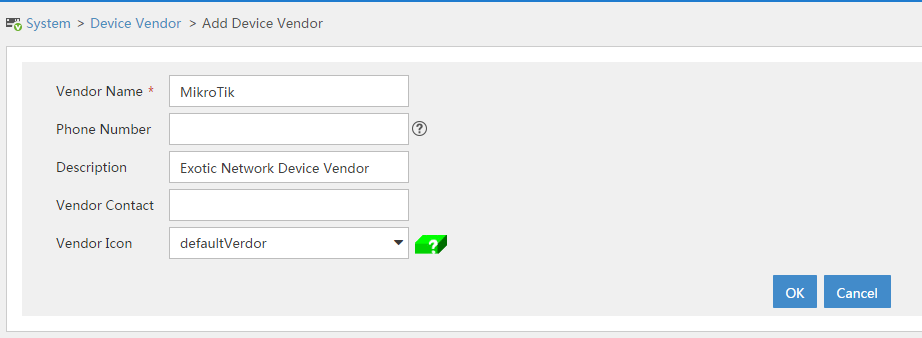 System > Device Vendor > Add Device Vendor
Vendor Name * MikroTik
Phone Number ?
Description Exotic Network Device Vendor
Vendor Contact
Vendor Icon defaultVerdor ?
OK Cancel